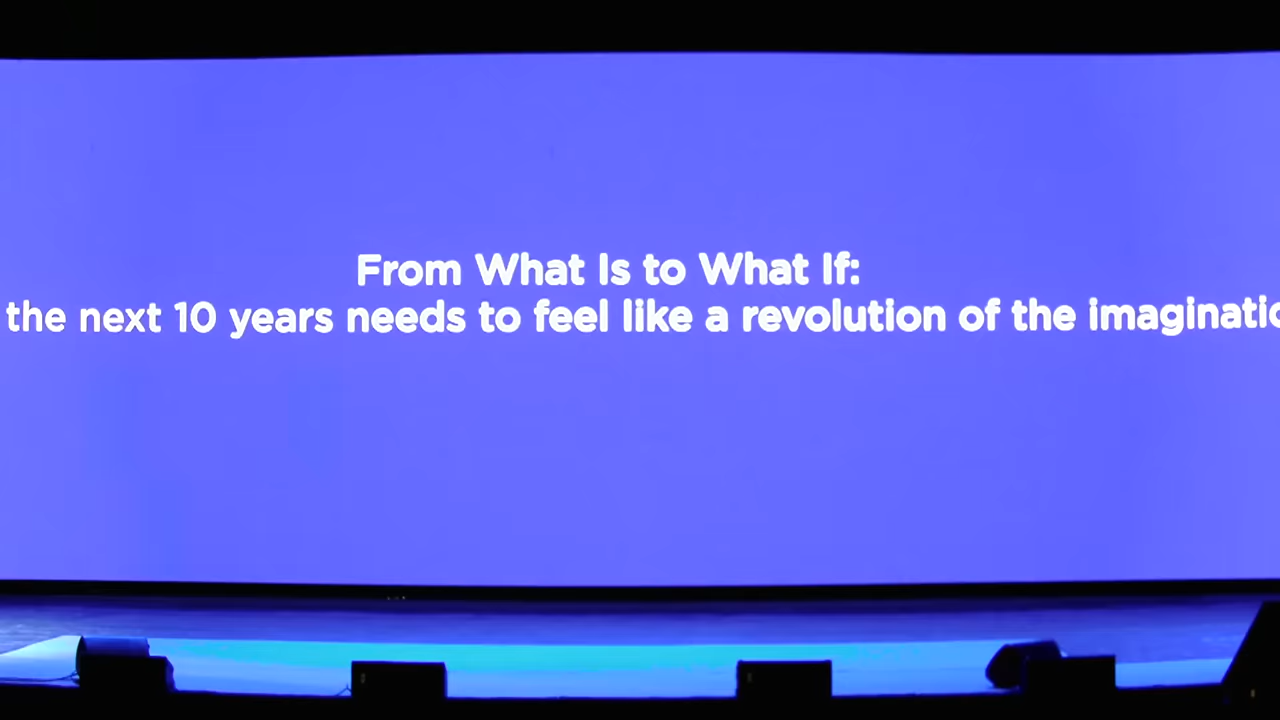 From What Is to What If:
the next 10 years needs to feel like a revolution of the